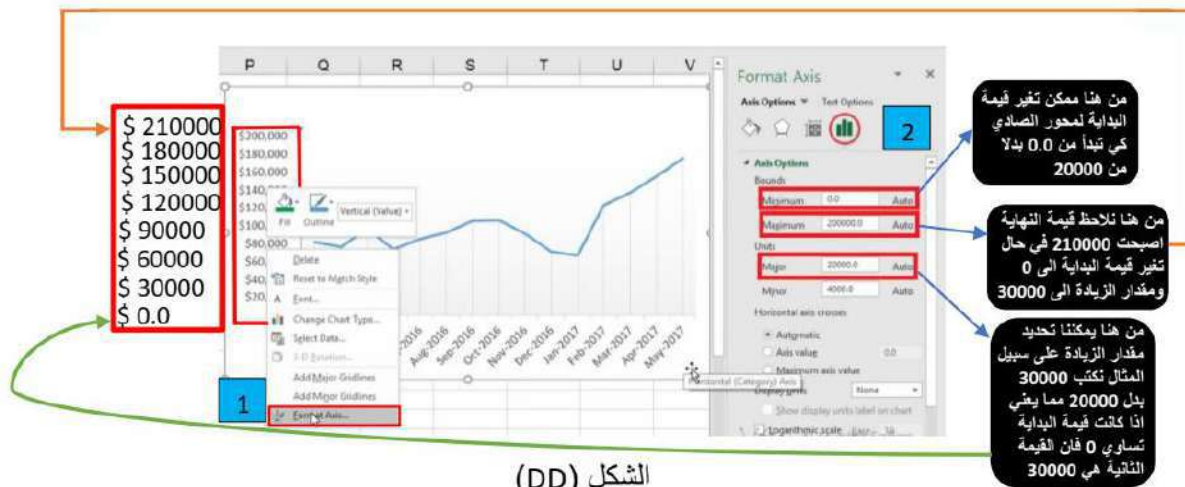 P Q R S T U V
$ 210000
$ 180000
$ 150000
$ 120000
$ 90000
$ 60000
$ 30000
$ 0.0
$200,000
$180,000
$160,000
$140,
$120
$100,
$80,000
$60,
$40,
$20,
Fill Outline
Vertical (Value)
Delete
Reset to Match Style
Font...
Change Chart Type...
Select Data...
3-D Rotation...
Add Major Gridlines
Add Minor Gridlines
Format Axis...
1
-2016
Aug-2016
Sep-2016
Oct-2016
Nov-2016
Dec-2016
Jan-2017
Feb-2017
Mar-2017
Apr-2017
May-2017
(Category) Axis
Format Axis
Axis Options Text Options
2
Axis Options
Bounds
Minimum 0.0 Auto
Maximum 200000.0 Auto
Units
Major 20000.0 Auto
Minor 4000.0 Auto
Horizontal axis crosses
Automatic
Axis value 0.0
Maximum axis value
Display units None
Show display units label on chart
Logarithmic scale
من هنا ممكن تغير قيمة
البداية لمحور الصادي
كي تبدأ من 0.0 بدلا
من 20000
من هنا نلاحظ قيمة النهاية
اصبحت 210000 في حال
تغير قيمة البداية الى 0
ومقدار الزيادة الى 30000
من هنا يمكننا تحديد
مقدار الزيادة على سبيل
المثال نكتب 30000
بدل 20000 مما يعني
اذا كانت قيمة البداية
تساوي 0 فان القيمة
الثانية هي 30000
الشكل (DD)